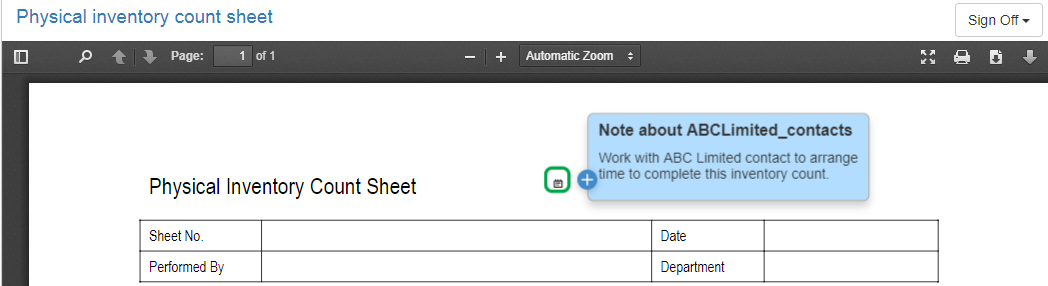 Physical inventory count sheet
Sign Off
Page: 1 of 1
Automatic Zoom
Note about ABCLimited_contacts
Work with ABC Limited contact to arrange
time to complete this inventory count.
Physical Inventory Count Sheet
Sheet No. Date
Performed By Department